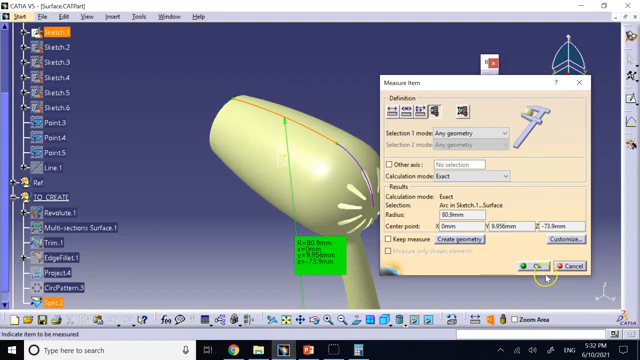 CATIA V5 - [Surface.CATPart]
Start File Edit View Insert Tools Window Help
Sketch.1
Sketch.2
Sketch.3
Sketch.4
Sketch.5
Sketch.6
Point.3
Point.4
Point.5
Line.1
Ref
TO_CREATE
Revolute.1
Multi-sections Surface.1
Trim.1
EdgeFillet.1
Project.4
CircPattern.3
Split.2
R=80.9mm
x=0mm
y=9.956mm
z=-73.9mm
Measure Item
Definition
Selection 1 mode: Any geometry
Selection 2 mode: Any geometry
Other axis: No selection
Calculation mode: Exact
Results
Calculation mode: Exact
Selection: Arc in Sketch.1...Surface
Radius: 80.9mm
Center point: X 0mm Y 9.956mm Z -73.9mm
Keep measure Create geometry Customize...
Measure only shown elements
OK Cancel
Zoom Area
Indicate item to be measured
Type here to search
5:32 PM
6/10/2021